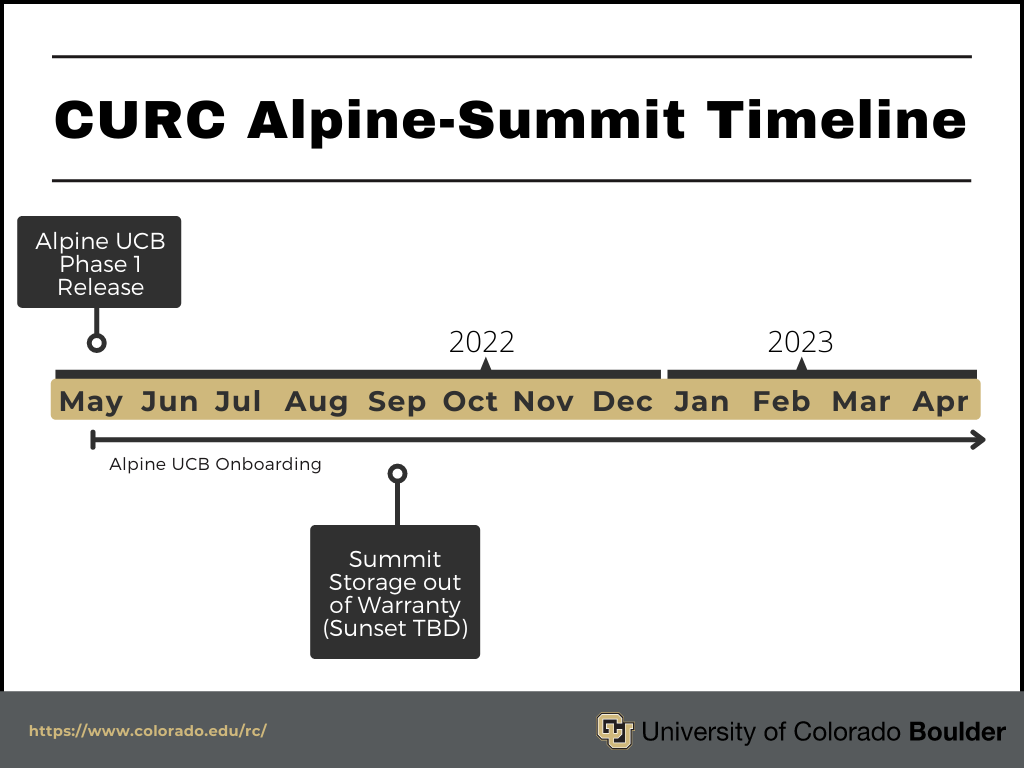 CURC Alpine-Summit Timeline
Alpine UCB
Phase 1
Release
2022
2023
May Jun Jul Aug Sep Oct Nov Dec Jan Feb Mar Apr
Alpine UCB Onboarding
Summit
Storage out
of Warranty
(Sunset TBD)
https://www.colorado.edu/rc/
CU University of Colorado Boulder